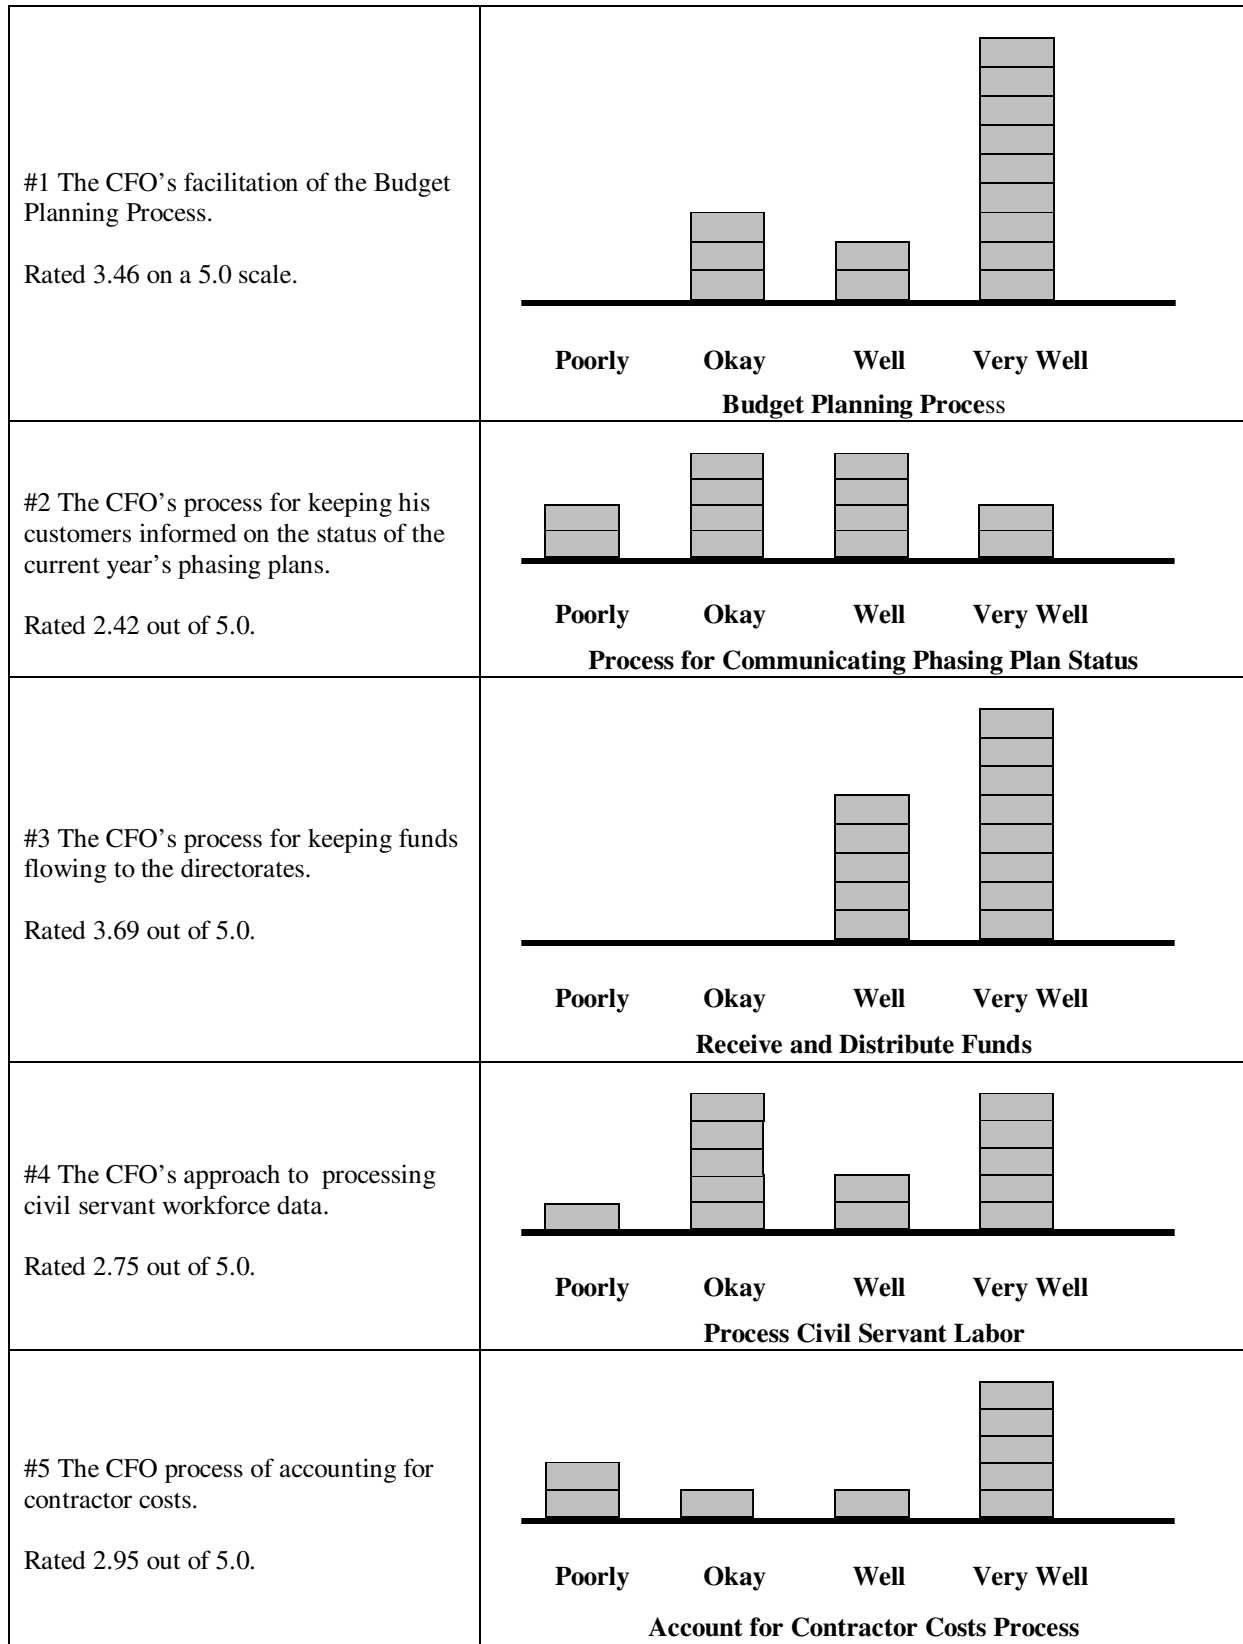 #1 The CFO’s facilitation of the Budget
Planning Process.
Rated 3.46 on a 5.0 scale.
Poorly Okay Well Very Well
Budget Planning Process
#2 The CFO’s process for keeping his
customers informed on the status of the
current year’s phasing plans.
Rated 2.42 out of 5.0.
Poorly Okay Well Very Well
Process for Communicating Phasing Plan Status
#3 The CFO’s process for keeping funds
flowing to the directorates.
Rated 3.69 out of 5.0.
Poorly Okay Well Very Well
Receive and Distribute Funds
#4 The CFO’s approach to processing
civil servant workforce data.
Rated 2.75 out of 5.0.
Poorly Okay Well Very Well
Process Civil Servant Labor
#5 The CFO process of accounting for
contractor costs.
Rated 2.95 out of 5.0.
Poorly Okay Well Very Well
Account for Contractor Costs Process